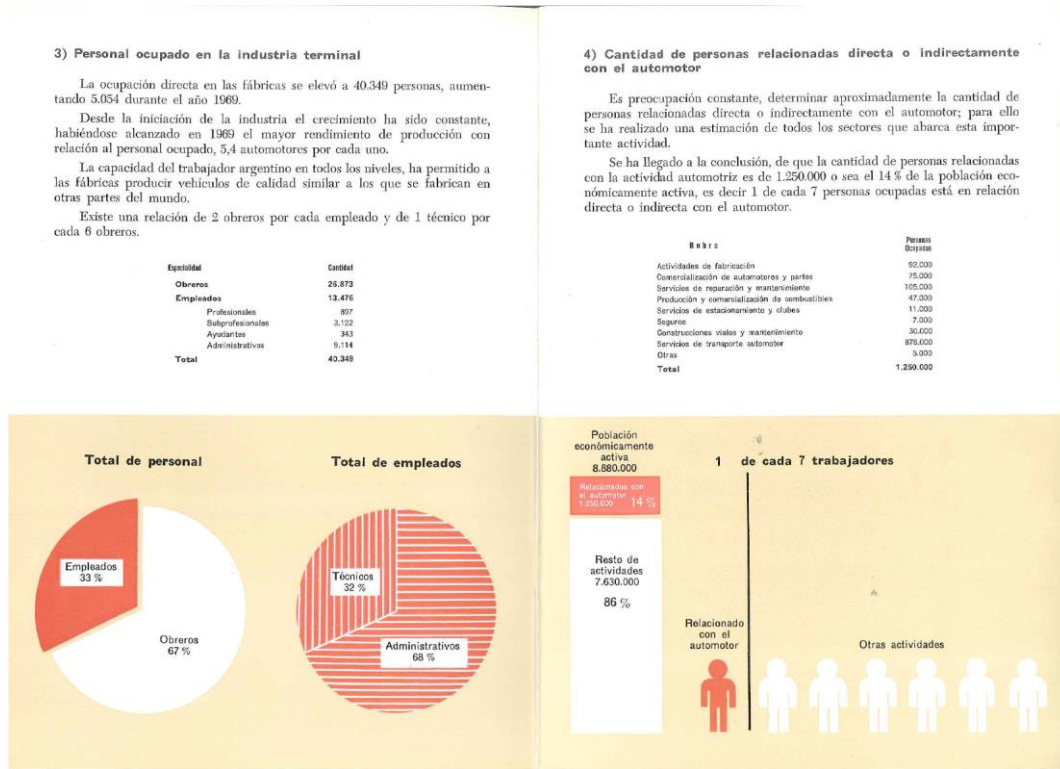 3) Personal ocupado en la industria terminal
La ocupación directa en las fábricas se elevó a 40.349 personas, aumen-
tando 5.054 durante el año 1969.
Desde la iniciación de la industria el crecimiento ha sido constante,
habiéndose alcanzado en 1969 el mayor rendimiento de producción con
relación al personal ocupado, 5,4 automotores por cada uno.
La capacidad del trabajador argentino en todos los niveles, ha permitido a
las fábricas producir vehículos de calidad similar a los que se fabrican en
otras partes del mundo.
Existe una relación de 2 obreros por cada empleado y de 1 técnico por
cada 6 obreros.
Especialidad Cantidad
Obreros 26.873
Empleados 13.476
Profesionales 897
Subprofesionales 3.122
Ayudantes 343
Administrativos 9.114
Total 40.349
Total de personal
Empleados
33 %
Obreros
67 %
Total de empleados
Técnicos
32 %
Administrativos
68 %
4) Cantidad de personas relacionadas directa o indirectamente
con el automotor
Es preocupación constante, determinar aproximadamente la cantidad de
personas relacionadas directa o indirectamente con el automotor; para ello
se ha realizado una estimación de todos los sectores que abarca esta impor-
tante actividad.
Se ha llegado a la conclusión, de que la cantidad de personas relacionadas
con la actividad automotriz es de 1.250.000 o sea el 14 % de la población eco-
nómicamente activa, es decir 1 de cada 7 personas ocupadas está en relación
directa o indirecta con el automotor.
Rubro Personas
Ocupadas
Actividades de fabricación 92.000
Comercialización de automotores y partes 75.000
Servicios de reparación y mantenimiento 105.000
Producción y comercialización de combustibles 47.000
Servicios de estacionamiento y clubes 11.000
Seguros 7.000
Construcciones viales y mantenimiento 30.000
Servicios de transporte automotor 878.000
Otras 5.000
Total 1.250.000
Población
económicamente
activa
8.880.000
Relacionados con
el automotor
1.250.000 14 %
Resto de
actividades
7.630.000
86 %
1 de cada 7 trabajadores
Relacionado
con el
automotor
Otras actividades